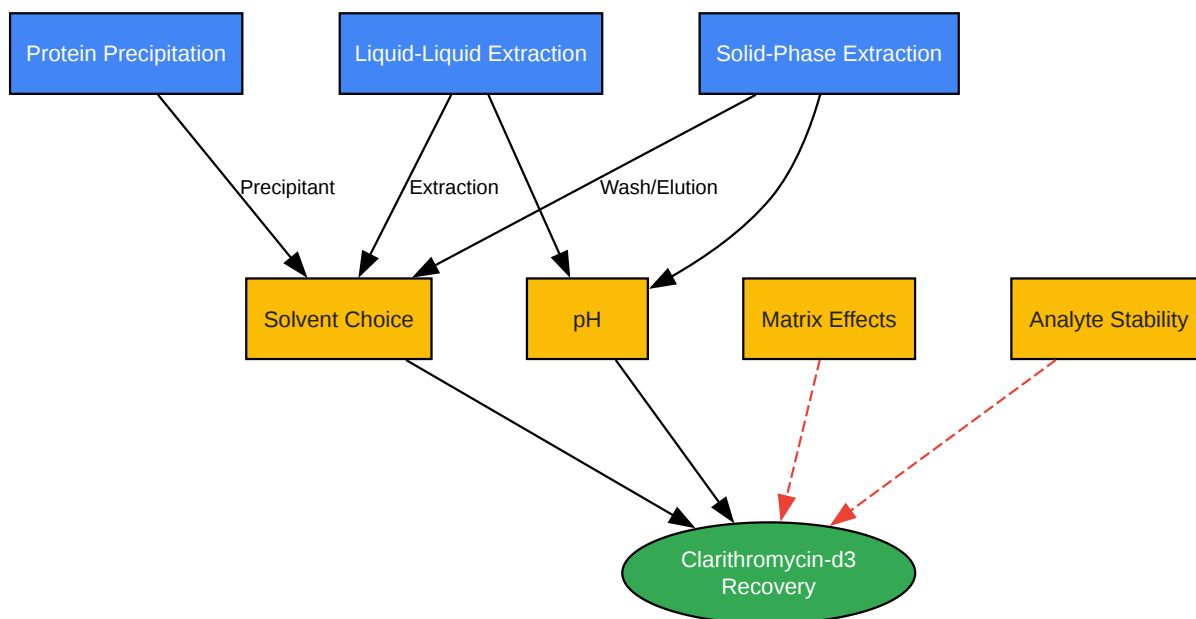 Protein Precipitation
Liquid-Liquid Extraction
Solid-Phase Extraction
Precipitant
Extraction
Wash/Elution
Solvent Choice
pH
Matrix Effects
Analyte Stability
Clarithromycin-d3
Recovery